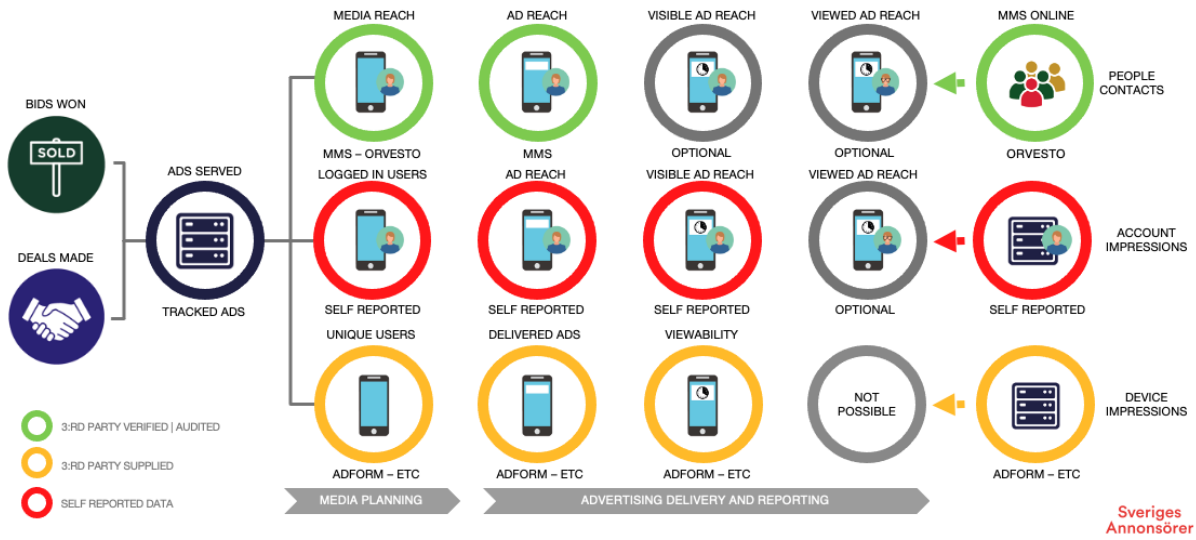 MEDIA REACH
AD REACH
VISIBLE AD REACH
VIEWED AD REACH
MMS ONLINE
PEOPLE
CONTACTS
MMS – ORVESTO
MMS
OPTIONAL
OPTIONAL
ORVESTO
BIDS WON
SOLD
ADS SERVED
TRACKED ADS
DEALS MADE
LOGGED IN USERS
AD REACH
VISIBLE AD REACH
VIEWED AD REACH
ACCOUNT
IMPRESSIONS
SELF REPORTED
SELF REPORTED
SELF REPORTED
OPTIONAL
SELF REPORTED
UNIQUE USERS
DELIVERED ADS
VIEWABILITY
NOT
POSSIBLE
DEVICE
IMPRESSIONS
ADFORM – ETC
ADFORM – ETC
ADFORM – ETC
ADFORM – ETC
3:RD PARTY VERIFIED | AUDITED
3:RD PARTY SUPPLIED
SELF REPORTED DATA
MEDIA PLANNING
ADVERTISING DELIVERY AND REPORTING
Sveriges
Annonsörer